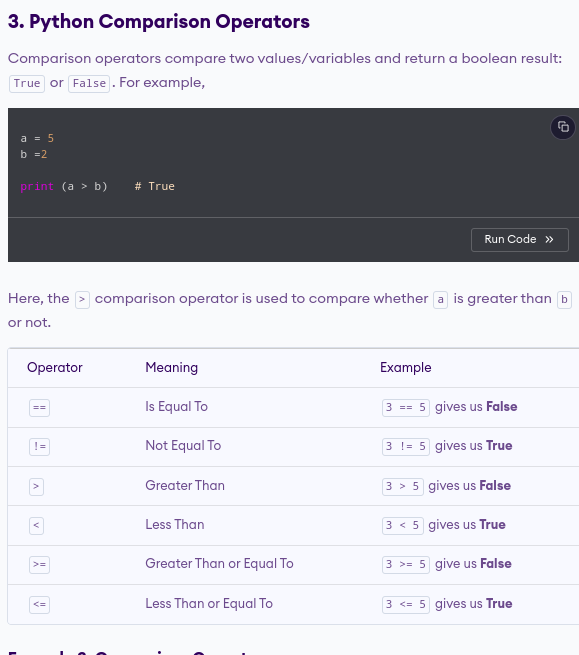 3. Python Comparison Operators
Comparison operators compare two values/variables and return a boolean result:
True or False. For example,
a = 5
b =2
print (a > b)    # True
Run Code »
Here, the > comparison operator is used to compare whether a is greater than b
or not.
Operator Meaning Example
== Is Equal To 3 == 5 gives us False
!= Not Equal To 3 != 5 gives us True
> Greater Than 3 > 5 gives us False
< Less Than 3 < 5 gives us True
>= Greater Than or Equal To 3 >= 5 give us False
<= Less Than or Equal To 3 <= 5 gives us True